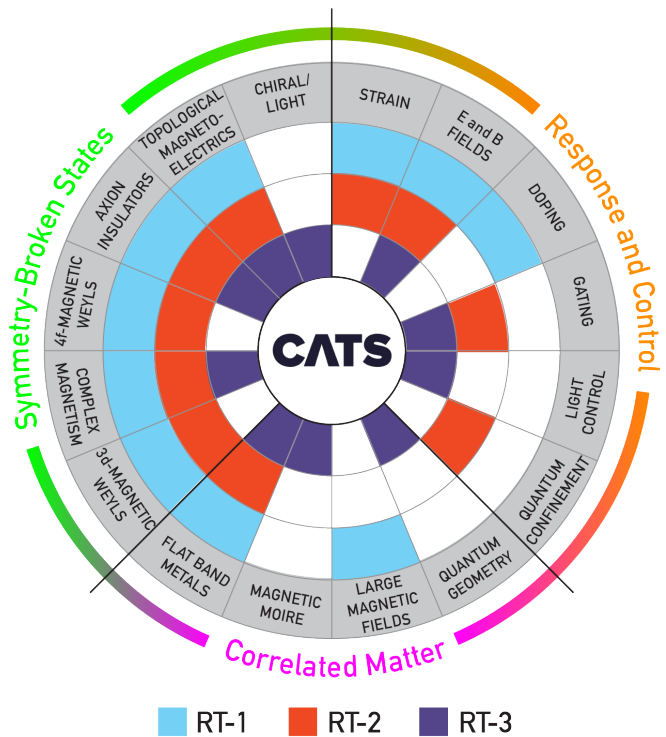 CHIRAL/
LIGHT
STRAIN
E and B
FIELDS
DOPING
GATING
LIGHT
CONTROL
QUANTUM
CONFINEMENT
QUANTUM
GEOMETRY
LARGE
MAGNETIC
FIELDS
MAGNETIC
MOIRE
FLAT BAND
METALS
3d-MAGNETIC
WEYLS
COMPLEX
MAGNETISM
4f-MAGNETIC
WEYLS
AXION
INSULATORS
TOPOLOGICAL
MAGNETO-
ELECTRICS
Symmetry-Broken States
Response and Control
Correlated Matter
CATS
RT-1
RT-2
RT-3